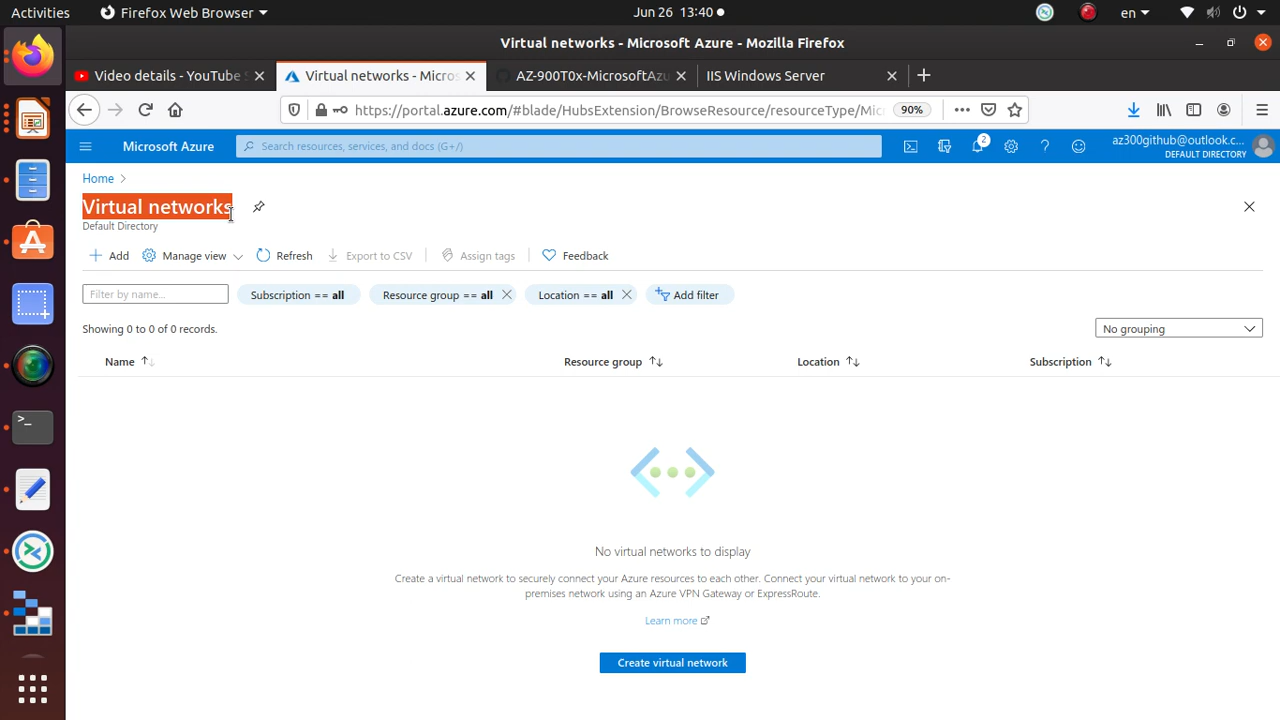 Activities
Firefox Web Browser
Jun 26 13:40
en
Virtual networks - Microsoft Azure - Mozilla Firefox
Video details - YouTube S
Virtual networks - Micros
AZ-900T0x-MicrosoftAzu
IIS Windows Server
https://portal.azure.com/#blade/HubsExtension/BrowseResource/resourceType/Mic
90%
Microsoft Azure
Search resources, services, and docs (G+/)
2
az300github@outlook.c...
DEFAULT DIRECTORY
Home
Virtual networks
Default Directory
Add
Manage view
Refresh
Export to CSV
Assign tags
Feedback
Filter by name...
Subscription == all
Resource group == all
Location == all
Add filter
Showing 0 to 0 of 0 records.
No grouping
Name
Resource group
Location
Subscription
No virtual networks to display
Create a virtual network to securely connect your Azure resources to each other. Connect your virtual network to your on-
premises network using an Azure VPN Gateway or ExpressRoute.
Learn more
Create virtual network